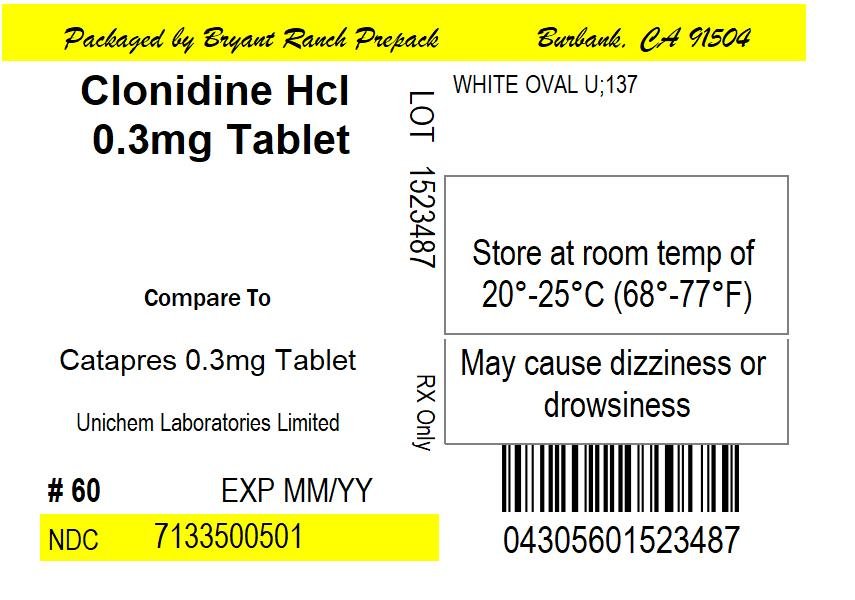 Packaged by Bryant Ranch Prepack Burbank, CA 91504
Clonidine Hcl
0.3mg Tablet
Compare To
Catapres 0.3mg Tablet
Unichem Laboratories Limited
# 60 EXP MM/YY
NDC 7133500501
LOT 1523487
RX Only
WHITE OVAL U;137
Store at room temp of
20°-25°C (68°-77°F)
May cause dizziness or
drowsiness
04305601523487